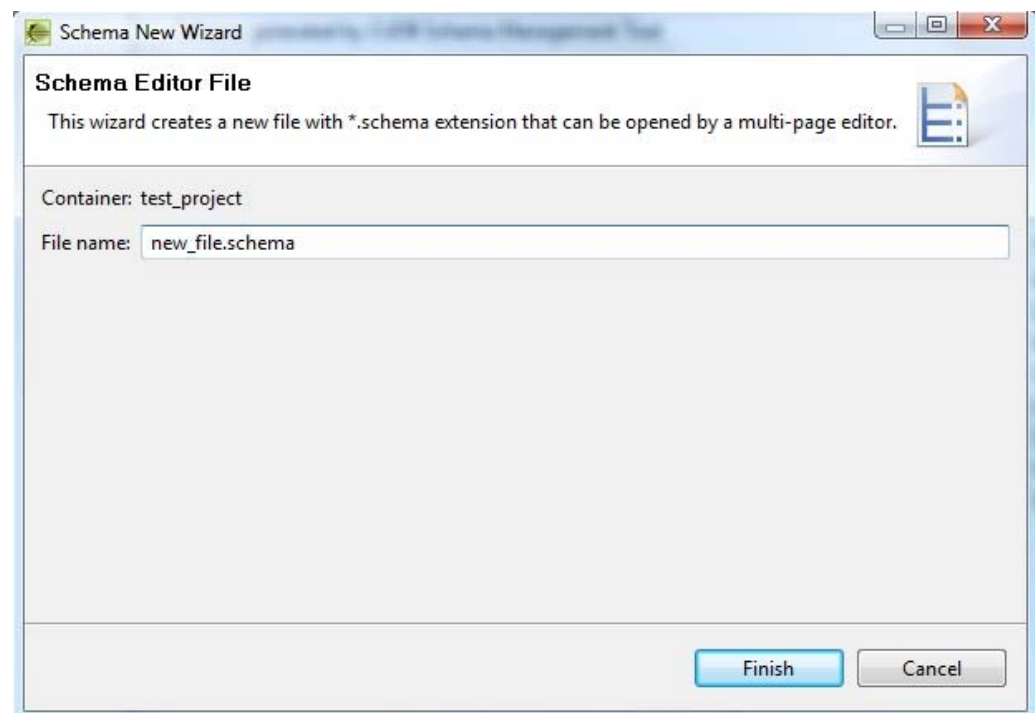 Schema New Wizard
Schema Editor File
This wizard creates a new file with *.schema extension that can be opened by a multi-page editor.
Container: test_project
File name: new_file.schema
Finish Cancel